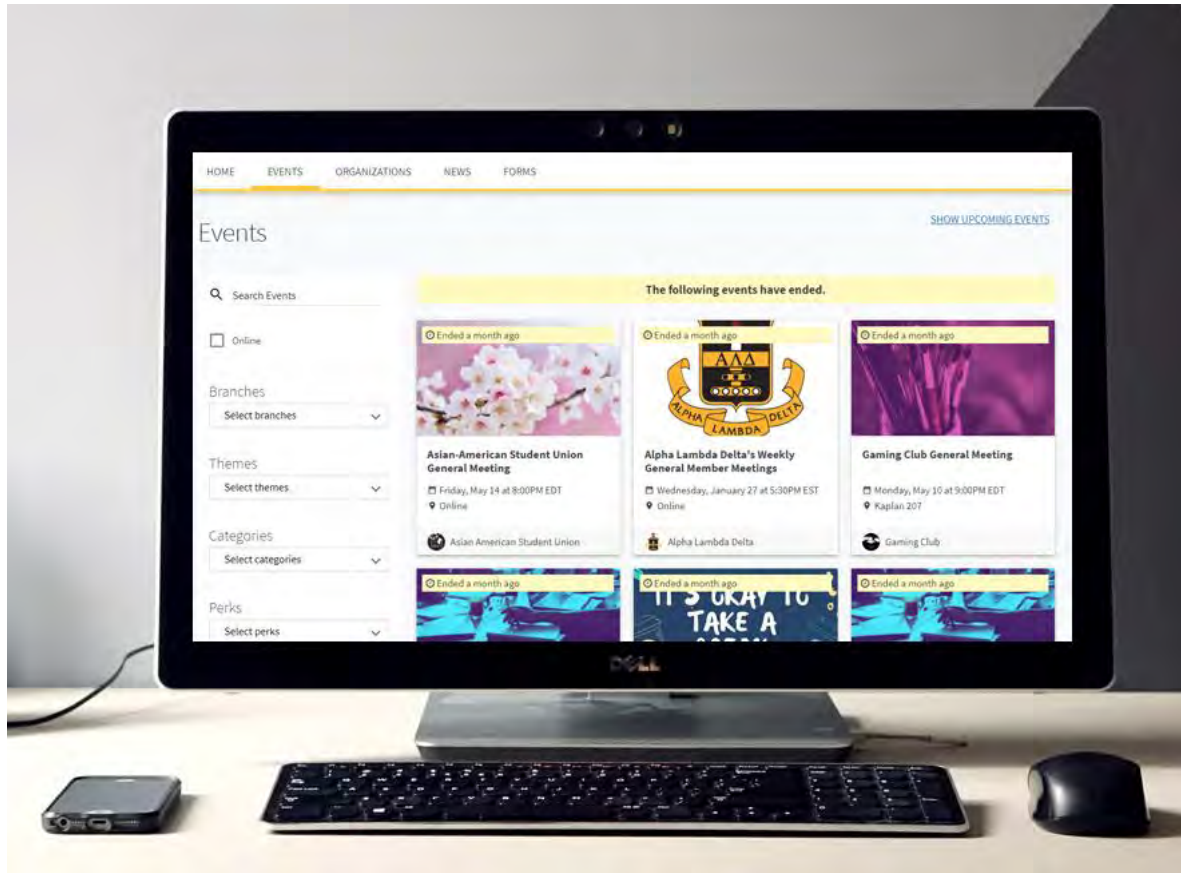 HOME EVENTS ORGANIZATIONS NEWS FORMS
Events
SHOW UPCOMING EVENTS
Search Events
Online
Branches
Select branches
Themes
Select themes
Categories
Select categories
Perks
Select perks
The following events have ended.
Ended a month ago
ΑΛΔ
ALPHA LAMBDA DELTA
Asian-American Student Union
General Meeting
Friday, May 14 at 8:00PM EDT
Online
Asian American Student Union
Ended a month ago
Alpha Lambda Delta's Weekly
General Member Meetings
Wednesday, January 27 at 5:30PM EST
Online
Alpha Lambda Delta
Ended a month ago
Gaming Club General Meeting
Monday, May 10 at 9:00PM EDT
Kaplan 207
Gaming Club
Ended a month ago
Ended a month ago
IT'S OKAY TO
TAKE A
Ended a month ago
DELL